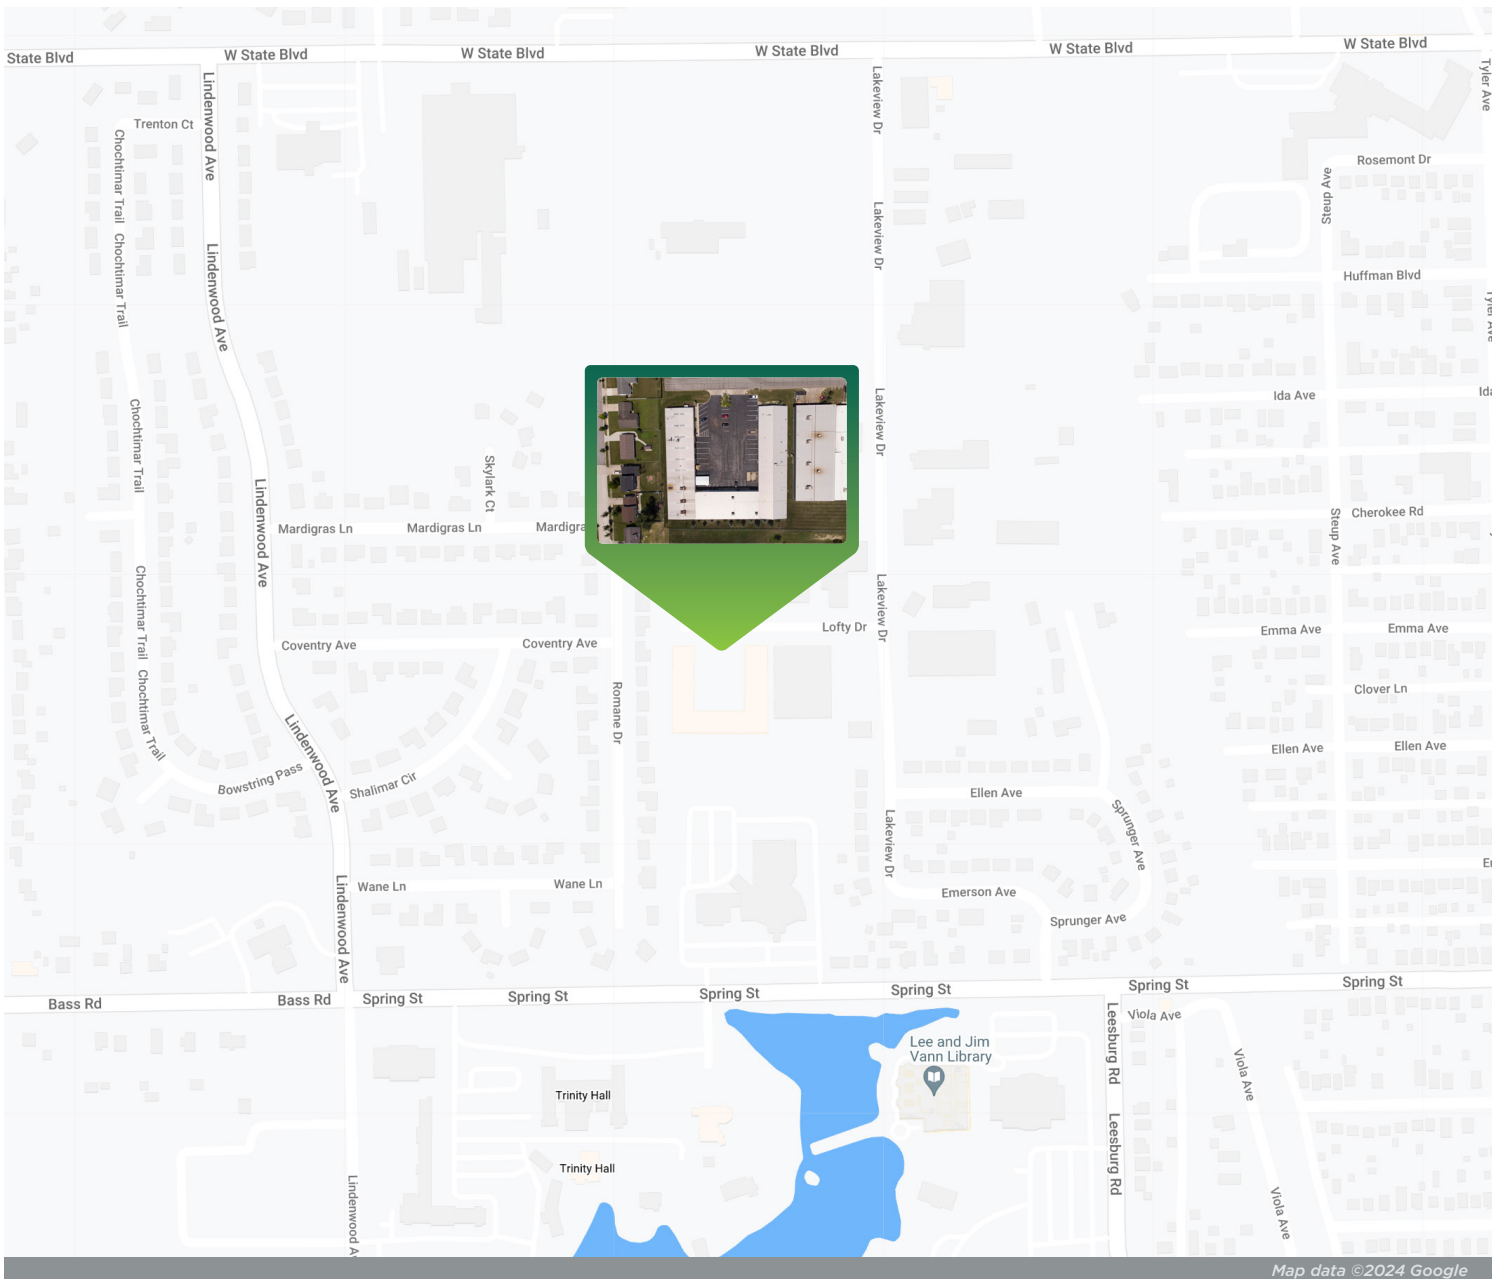 State Blvd
W State Blvd
W State Blvd
W State Blvd
W State Blvd
W State Blvd
Tyler Ave
Lindenwood Ave
Lakeview Dr
Trenton Ct
Chochtimar Trail
Rosemont Dr
Steup Ave
Lakeview Dr
Chochtimar Trail
Lindenwood Ave
Huffman Blvd
Tyler Ave
Lakeview Dr
Ida Ave
Ida
Chochtimar Trail
Skylark Ct
Lindenwood Ave
Mardigras Ln
Mardigras Ln
Mardigra
Steup Ave
Cherokee Rd
Chochtimar Trail
Lakeview Dr
Lofty Dr
Emma Ave
Emma Ave
Coventry Ave
Coventry Ave
Chochtimar Trail
Romane Dr
Clover Ln
Lindenwood Ave
Ellen Ave
Ellen Ave
Bowstring Pass
Shalimar Cir
Ellen Ave
Sprunger Ave
Lakeview Dr
Wane Ln
Wane Ln
Emerson Ave
Lindenwood Ave
Sprunger Ave
Bass Rd
Bass Rd
Spring St
Spring St
Spring St
Spring St
Spring St
Spring St
Viola Ave
Leesburg Rd
Lee and Jim
Vann Library
Viola Ave
Trinity Hall
Leesburg Rd
Trinity Hall
Lindenwood A
Viola Ave
Map data ©2024 Google